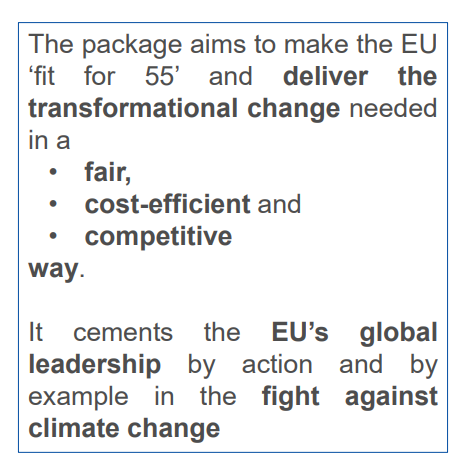 The package aims to make the EU
‘fit for 55’ and deliver the
transformational change needed
in a
• fair,
• cost-efficient and
• competitive
way.
It cements the EU’s global
leadership by action and by
example in the fight against
climate change